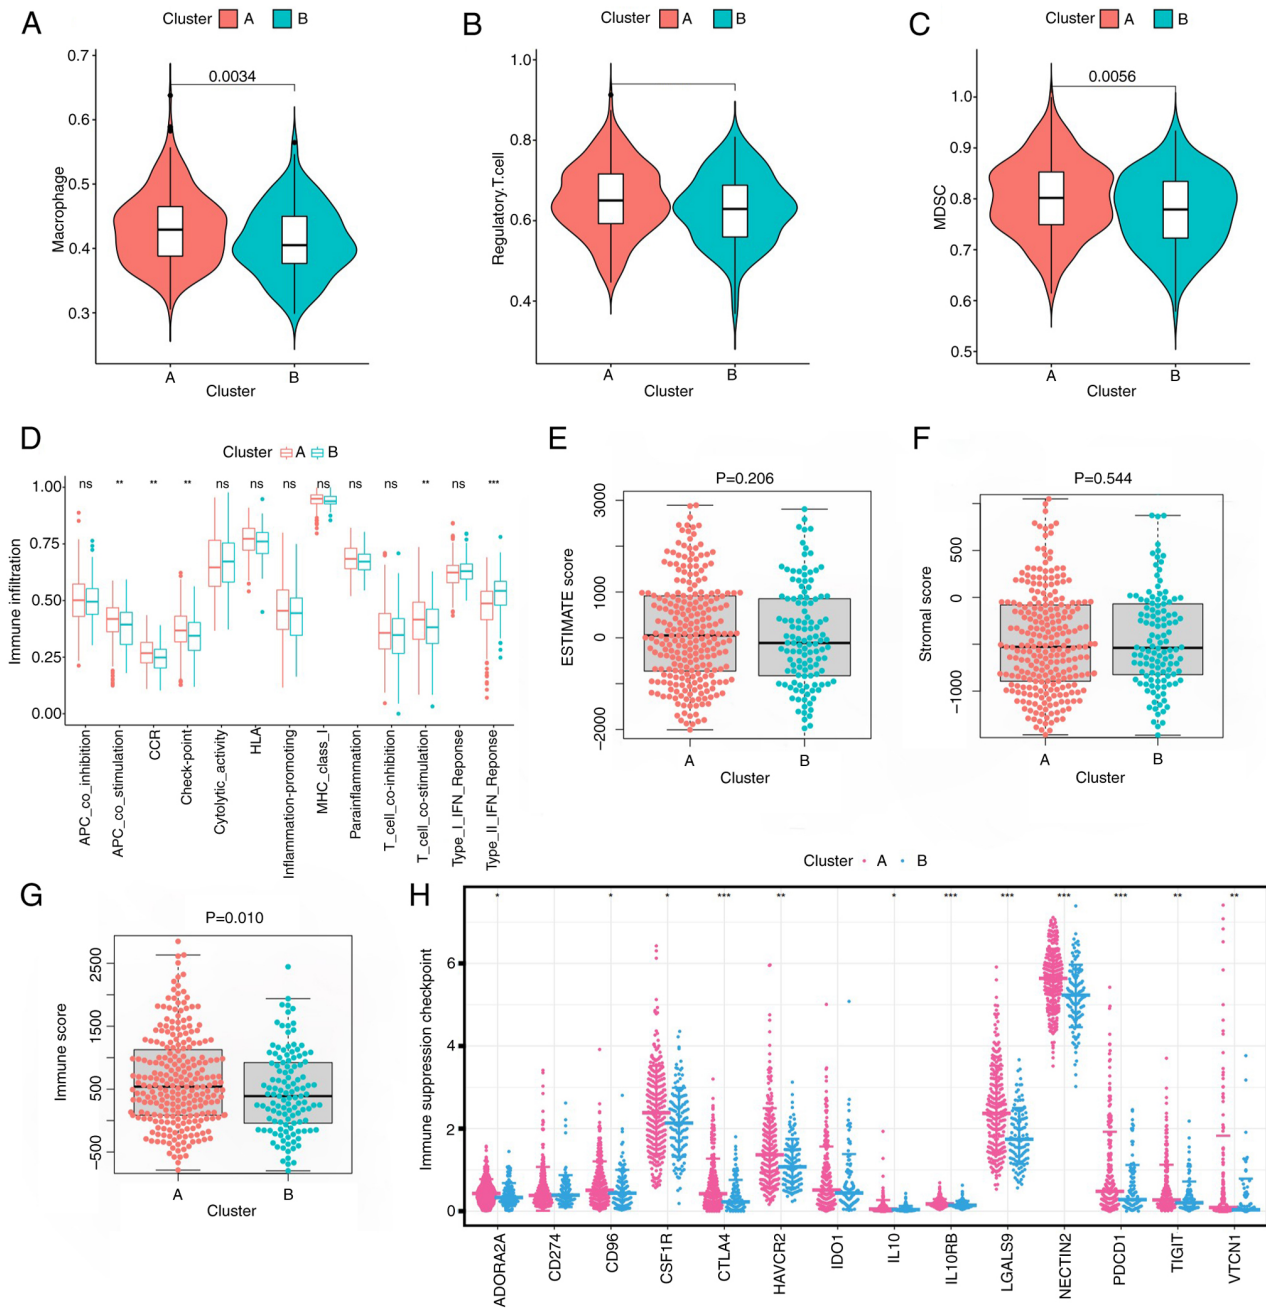 A
Cluster A B
0.7
0.6
0.5
0.4
0.3
Macrophage
0.0034
A B
Cluster
B
Cluster A B
1.0
0.8
0.6
0.4
Regulatory.T.cell
A B
Cluster
C
Cluster A B
1.0
0.9
0.8
0.7
0.6
0.5
MDSC
0.0056
A B
Cluster
D
Cluster A B
ns ** ** ** ns ns ns ns ns ns ** ns ***
1.00
0.75
0.50
0.25
0.00
Immune infiltration
APC_co_inhibition
APC_co_stimulation
CCR
Check-point
Cytolytic_activity
HLA
Inflammation-promoting
MHC_class_I
Parainflammation
T_cell_co-inhibition
T_cell_co-stimulation
Type_I_IFN_Reponse
Type_II_IFN_Reponse
E
P=0.206
3000
1000
0
−2000
ESTIMATE score
A B
Cluster
F
P=0.544
500
0
−1000
Stromal score
A B
Cluster
G
P=0.010
2500
1500
500
−500
Immune score
A B
Cluster
H
Cluster A B
* * * *** ** * *** *** *** *** ** **
6
4
2
0
Immune suppression checkpoint
ADORA2A
CD274
CD96
CSF1R
CTLA4
HAVCR2
IDO1
IL10
IL10RB
LGALS9
NECTIN2
PDCD1
TIGIT
VTCN1